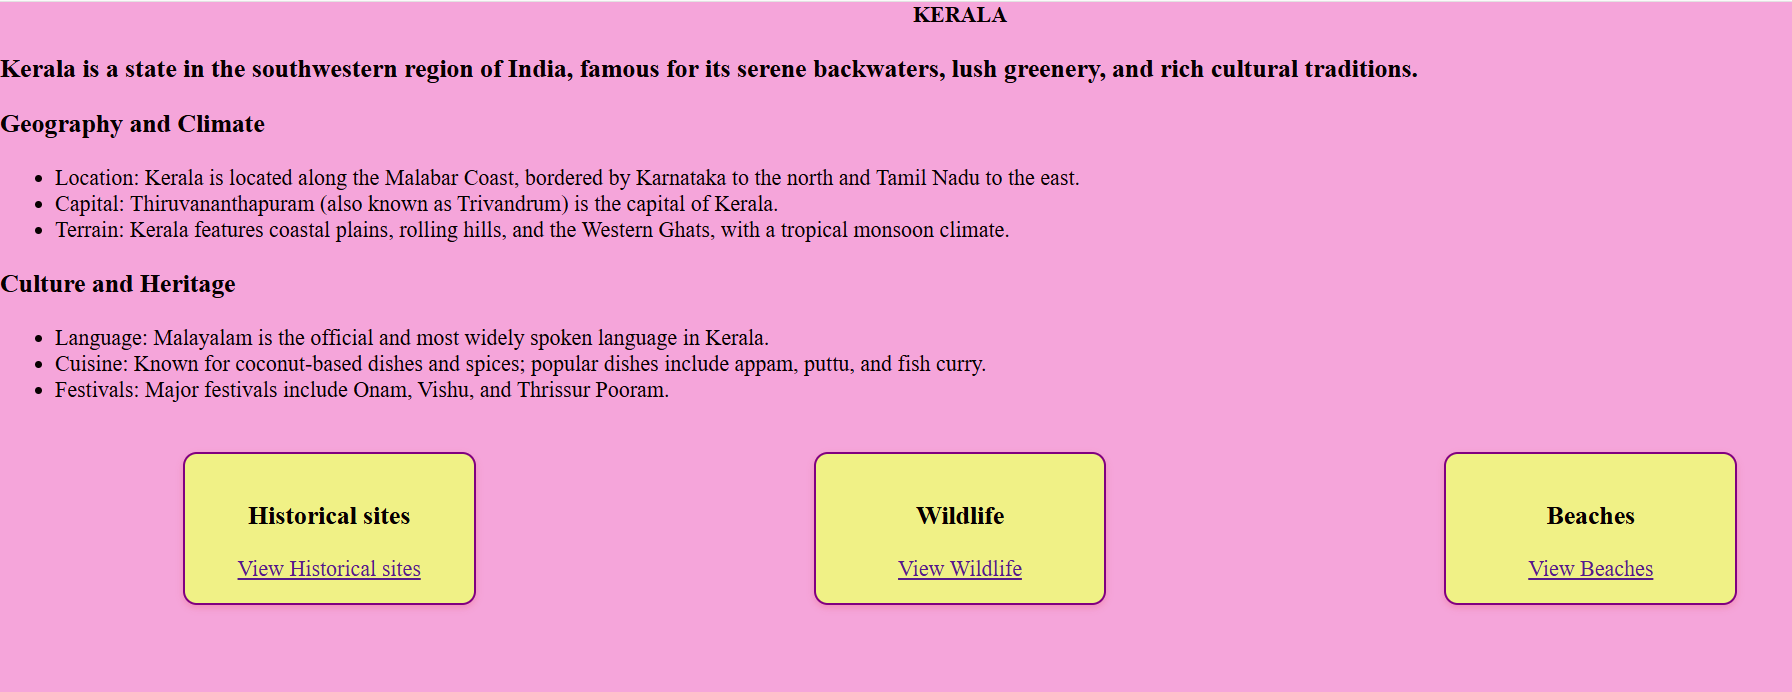 KERALA
Kerala is a state in the southwestern region of India, famous for its serene backwaters, lush greenery, and rich cultural traditions.
Geography and Climate
• Location: Kerala is located along the Malabar Coast, bordered by Karnataka to the north and Tamil Nadu to the east.
• Capital: Thiruvananthapuram (also known as Trivandrum) is the capital of Kerala.
• Terrain: Kerala features coastal plains, rolling hills, and the Western Ghats, with a tropical monsoon climate.
Culture and Heritage
• Language: Malayalam is the official and most widely spoken language in Kerala.
• Cuisine: Known for coconut-based dishes and spices; popular dishes include appam, puttu, and fish curry.
• Festivals: Major festivals include Onam, Vishu, and Thrissur Pooram.
Historical sites
View Historical sites
Wildlife
View Wildlife
Beaches
View Beaches